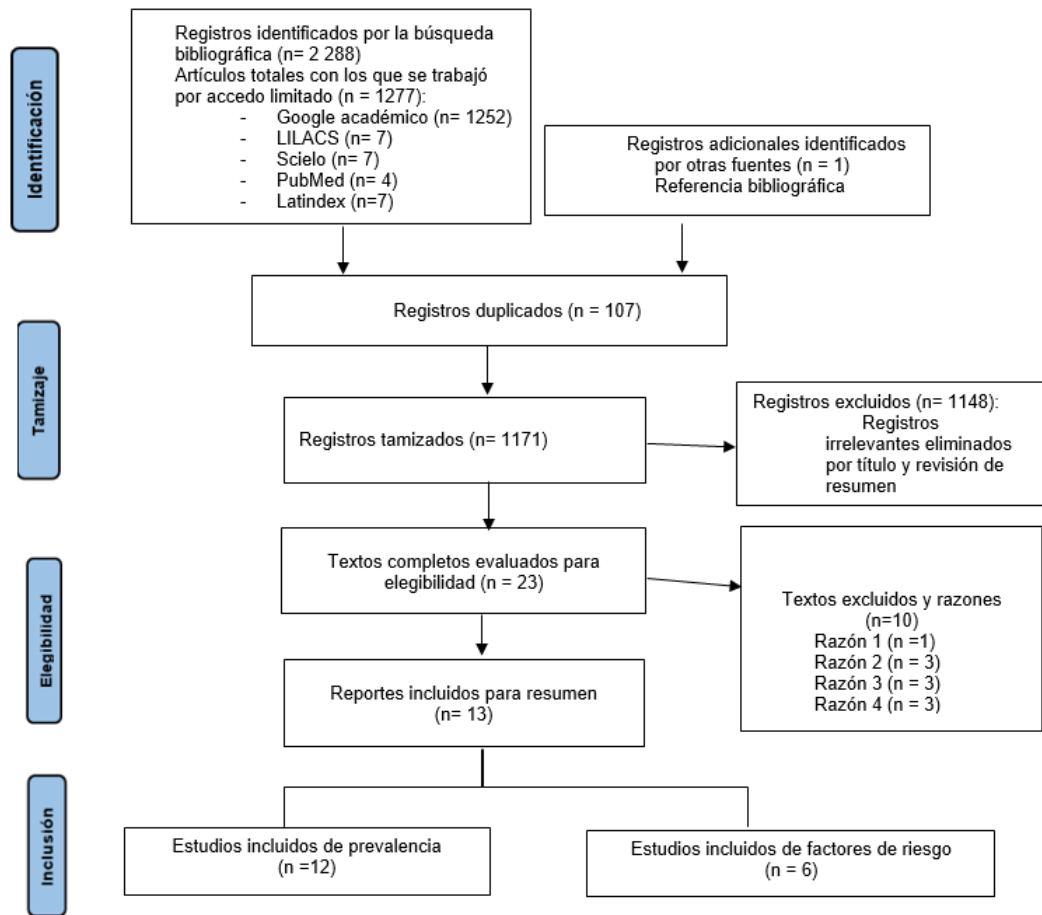 Identificación
Registros identificados por la búsqueda
bibliográfica (n= 2 288)
Artículos totales con los que se trabajó
por accedo limitado (n = 1277):
- Google académico (n= 1252)
- LILACS (n= 7)
- Scielo (n= 7)
- PubMed (n= 4)
- Latindex (n=7)
Registros adicionales identificados
por otras fuentes (n = 1)
Referencia bibliográfica
Registros duplicados (n = 107)
Tamizaje
Registros tamizados (n= 1171)
Registros excluidos (n= 1148):
Registros
irrelevantes eliminados
por título y revisión de
resumen
Elegibilidad
Textos completos evaluados para
elegibilidad (n = 23)
Textos excluidos y razones
(n=10)
Razón 1 (n =1)
Razón 2 (n = 3)
Razón 3 (n = 3)
Razón 4 (n = 3)
Reportes incluidos para resumen
(n= 13)
Inclusión
Estudios incluidos de prevalencia
(n =12)
Estudios incluidos de factores de riesgo
(n = 6)